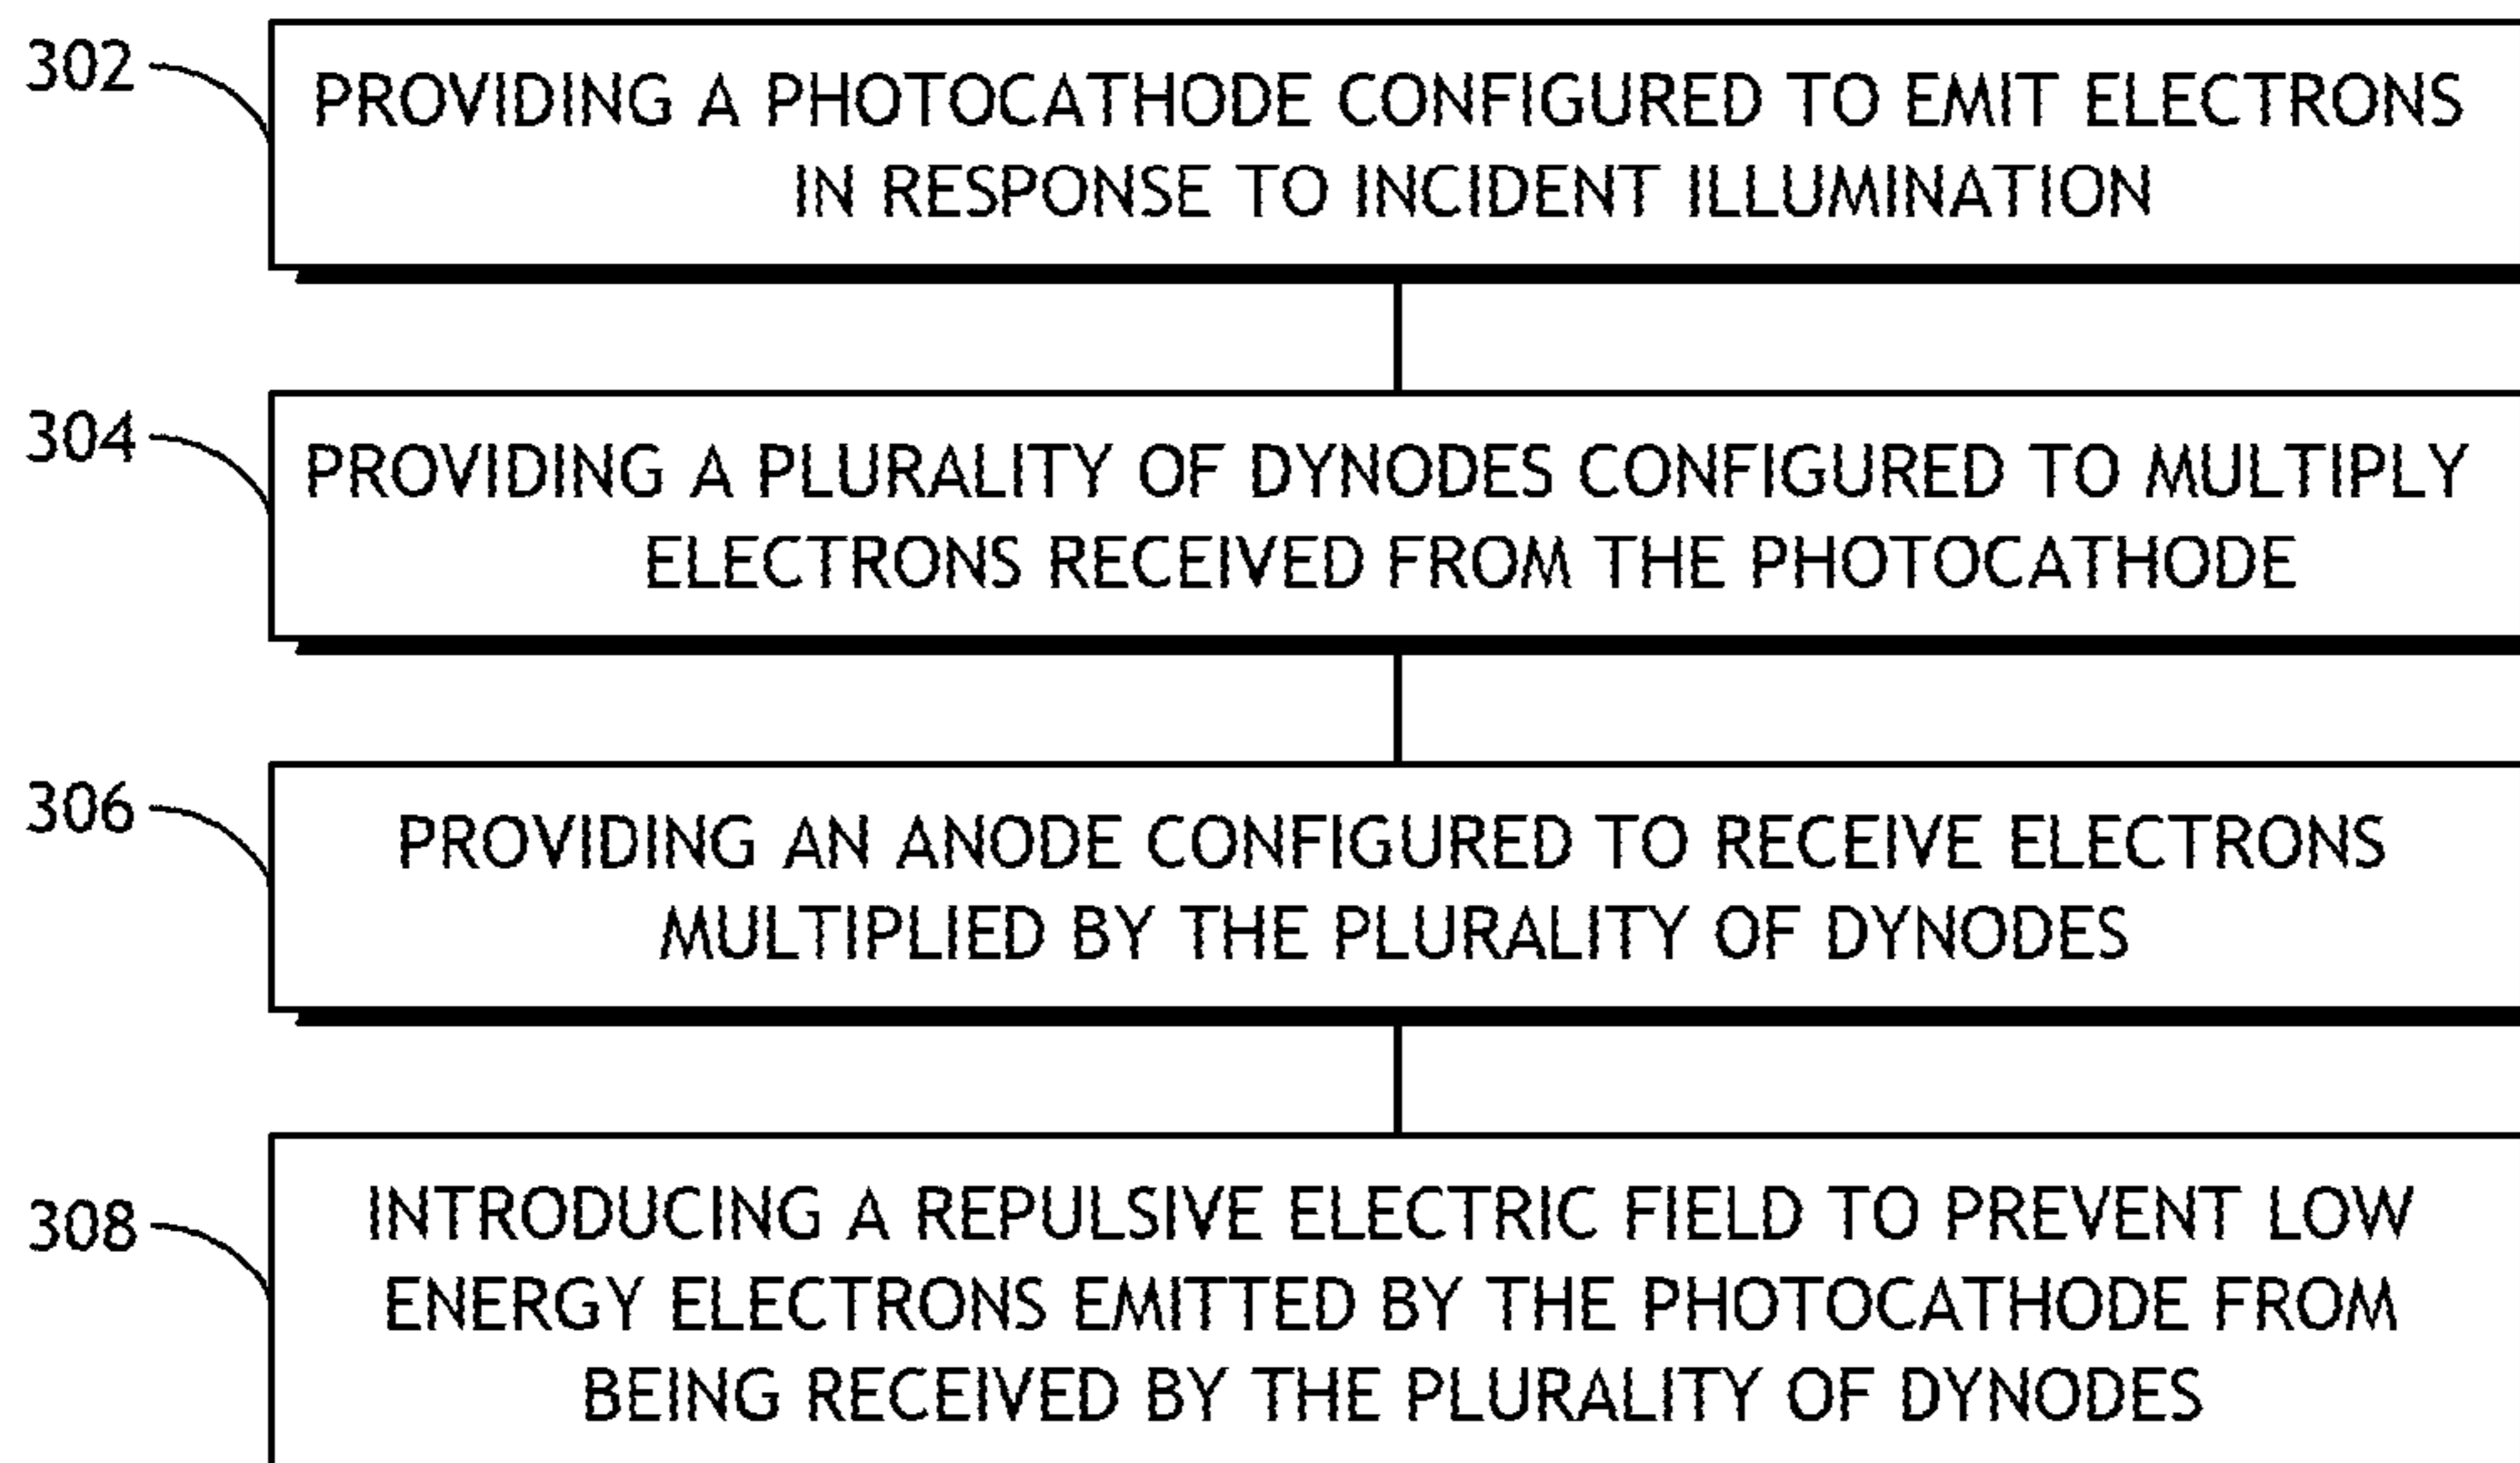 302
PROVIDING A PHOTOCATHODE CONFIGURED TO EMIT ELECTRONS
IN RESPONSE TO INCIDENT ILLUMINATION
304
PROVIDING A PLURALITY OF DYNODES CONFIGURED TO MULTIPLY
ELECTRONS RECEIVED FROM THE PHOTOCATHODE
306
PROVIDING AN ANODE CONFIGURED TO RECEIVE ELECTRONS
MULTIPLIED BY THE PLURALITY OF DYNODES
308
INTRODUCING A REPULSIVE ELECTRIC FIELD TO PREVENT LOW
ENERGY ELECTRONS EMITTED BY THE PHOTOCATHODE FROM
BEING RECEIVED BY THE PLURALITY OF DYNODES